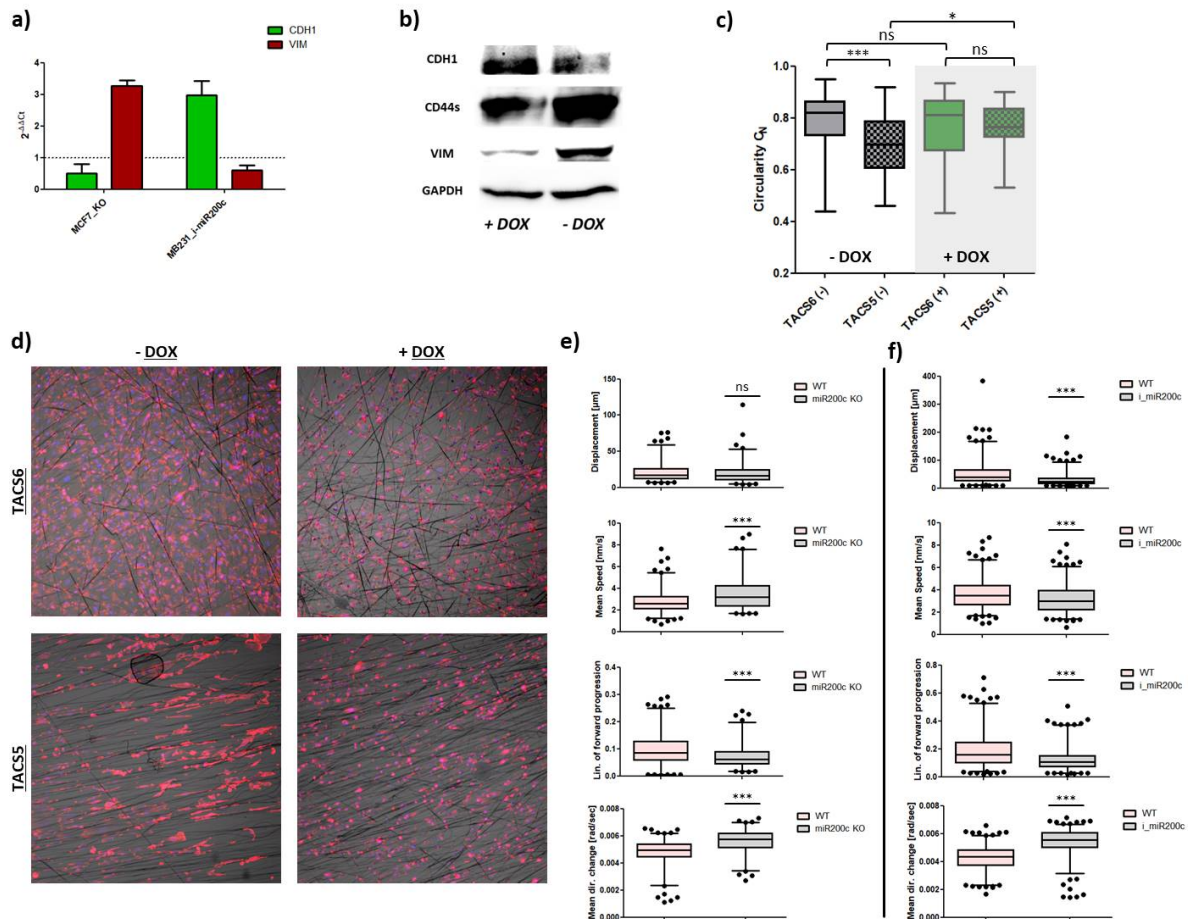 a)
CDH1
VIM
2^-ΔΔCt
4
3
2
1
0
MCF7_KO
MB231_i-miR200c
b)
CDH1
CD44s
VIM
GAPDH
+ DOX - DOX
c)
*
ns
*** ns
Circularity C_N
1.0
0.8
0.6
0.4
0.2
- DOX + DOX
TACS6 (-) TACS5 (-) TACS6 (+) TACS5 (+)
d)
- DOX + DOX
TACS6
TACS5
e)
Displacement [µm]
150
100
50
0
ns
WT
miR200c KO
Mean Speed [nm/s]
10
8
6
4
2
0
***
WT
miR200c KO
Lin. of forward progression
0.4
0.3
0.2
0.1
0.0
***
WT
miR200c KO
Mean dir. change [rad/sec]
0.008
0.006
0.004
0.002
0.000
***
WT
miR200c KO
f)
Displacement [µm]
400
300
200
100
0
***
WT
i_miR200c
Mean Speed [nm/s]
10
8
6
4
2
0
***
WT
i_miR200c
Lin. of forward progression
0.8
0.6
0.4
0.2
0.0
***
WT
i_miR200c
Mean dir. change [rad/sec]
0.008
0.006
0.004
0.002
0.000
***
WT
i_miR200c